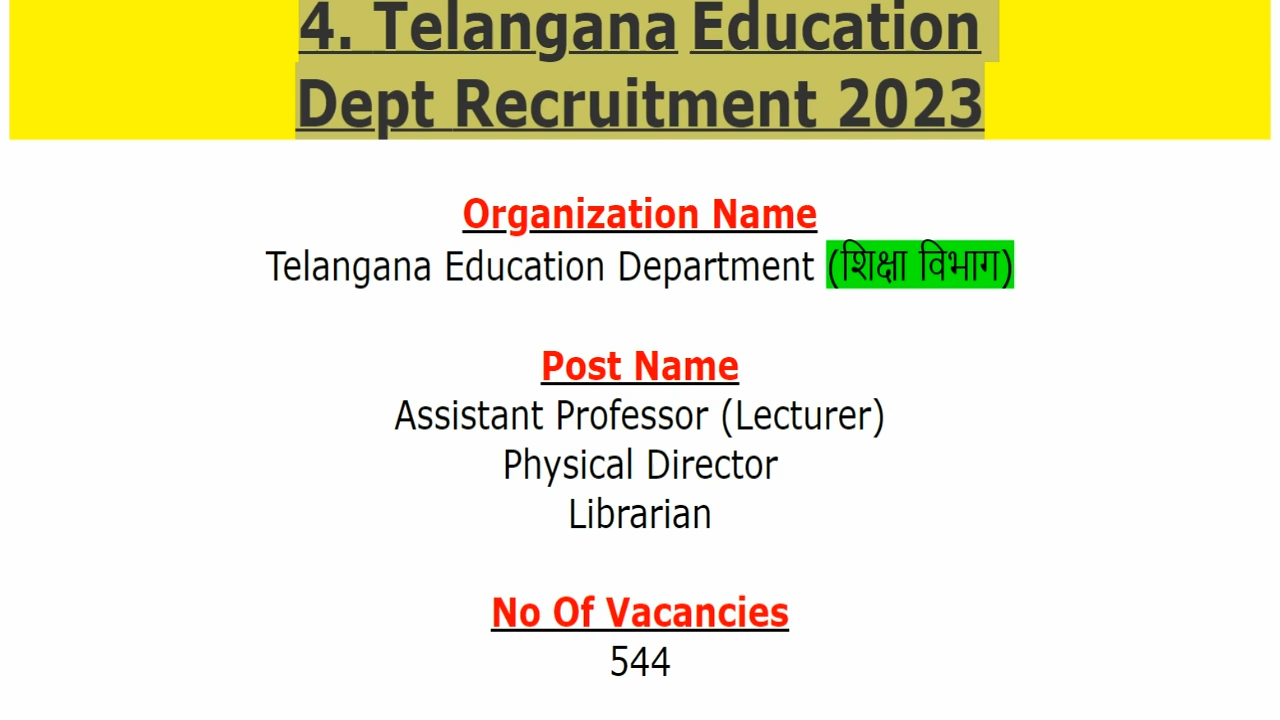 4. Telangana Education
Dept Recruitment 2023
Organization Name
Telangana Education Department (शिक्षा विभाग)
Post Name
Assistant Professor (Lecturer)
Physical Director
Librarian
No Of Vacancies
544